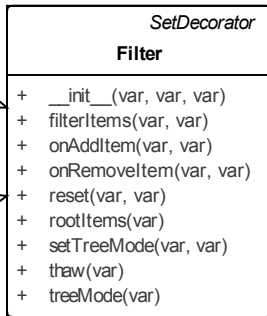 SetDecorator
Filter
+ __init__(var, var, var)
+ filterItems(var, var)
+ onAddItem(var, var)
+ onRemoveItem(var, var)
+ reset(var, var)
+ rootItems(var)
+ setTreeMode(var, var)
+ thaw(var)
+ treeMode(var)